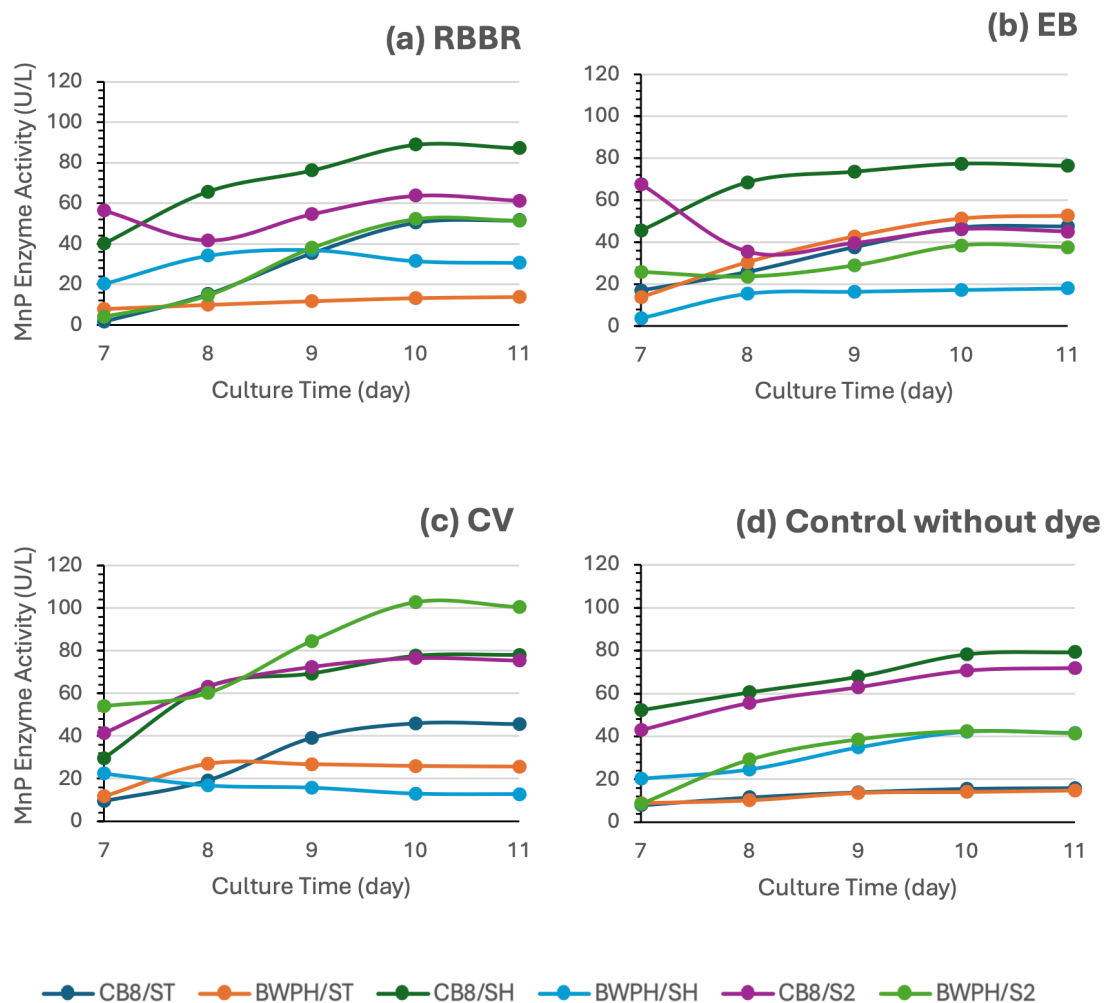 (a) RBBR
MnP Enzyme Activity (U/L)
120
100
80
60
40
20
0
7 8 9 10 11
Culture Time (day)
(b) EB
120
100
80
60
40
20
0
7 8 9 10 11
Culture Time (day)
(c) CV
MnP Enzyme Activity (U/L)
120
100
80
60
40
20
0
7 8 9 10 11
Culture Time (day)
(d) Control without dye
120
100
80
60
40
20
0
7 8 9 10 11
Culture Time (day)
CB8/ST BWPH/ST CB8/SH BWPH/SH CB8/S2 BWPH/S2